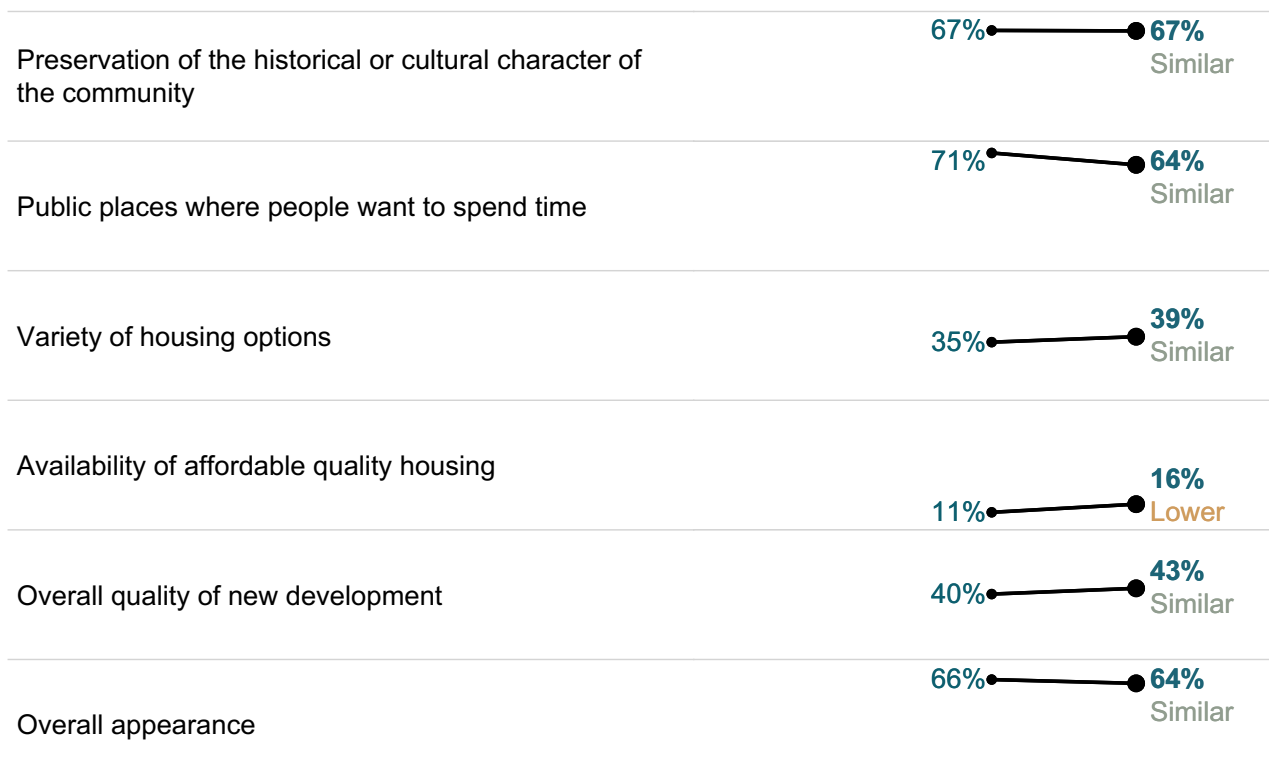 67% 67%
Similar
Preservation of the historical or cultural character of
the community
71% 64%
Similar
Public places where people want to spend time
39%
Variety of housing options 35% Similar
Availability of affordable quality housing
16%
11% Lower
43%
Overall quality of new development 40% Similar
66% 64%
Similar
Overall appearance